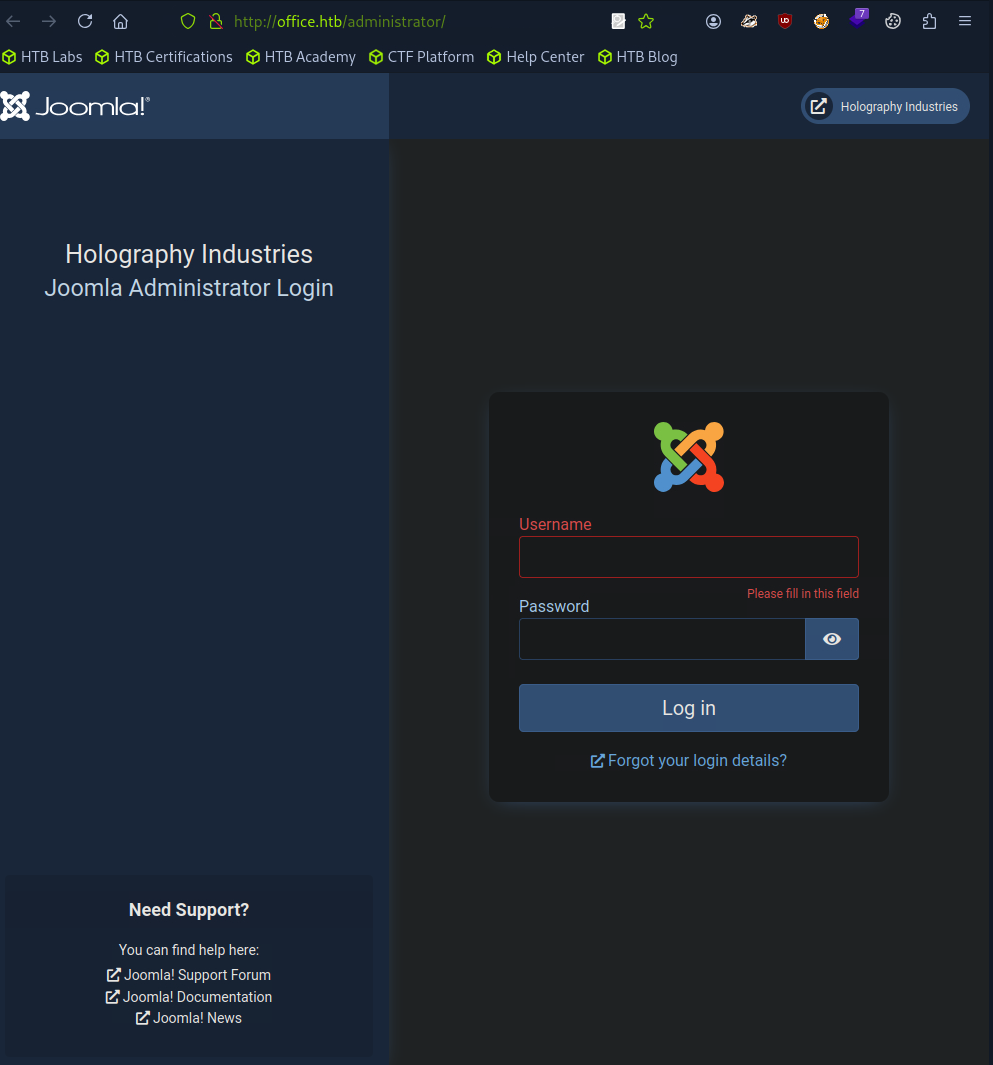 http://office.htb/administrator/
7
HTB Labs HTB Certifications HTB Academy CTF Platform Help Center HTB Blog
Joomla!®
Holography Industries
Holography Industries
Joomla Administrator Login
Username
Please fill in this field
Password
Log in
Forgot your login details?
Need Support?
You can find help here:
Joomla! Support Forum
Joomla! Documentation
Joomla! News